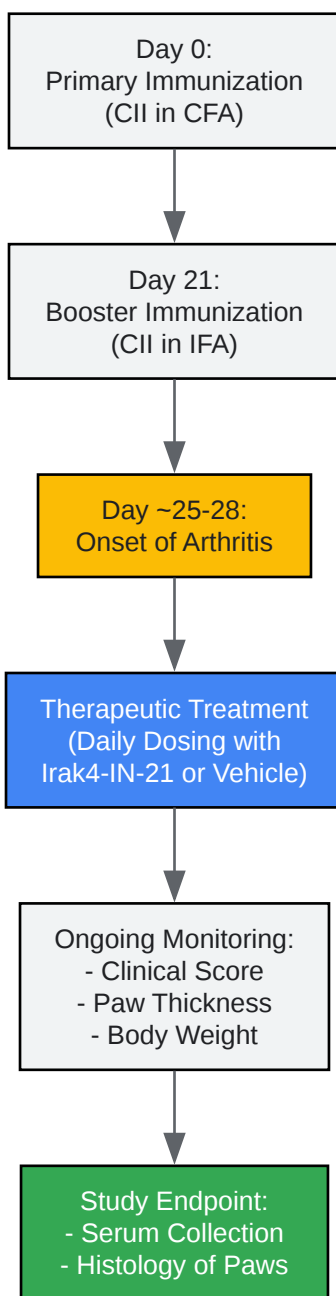 Day 0:
Primary Immunization
(CII in CFA)
Day 21:
Booster Immunization
(CII in IFA)
Day ~25-28:
Onset of Arthritis
Therapeutic Treatment
(Daily Dosing with
Irak4-IN-21 or Vehicle)
Ongoing Monitoring:
- Clinical Score
- Paw Thickness
- Body Weight
Study Endpoint:
- Serum Collection
- Histology of Paws